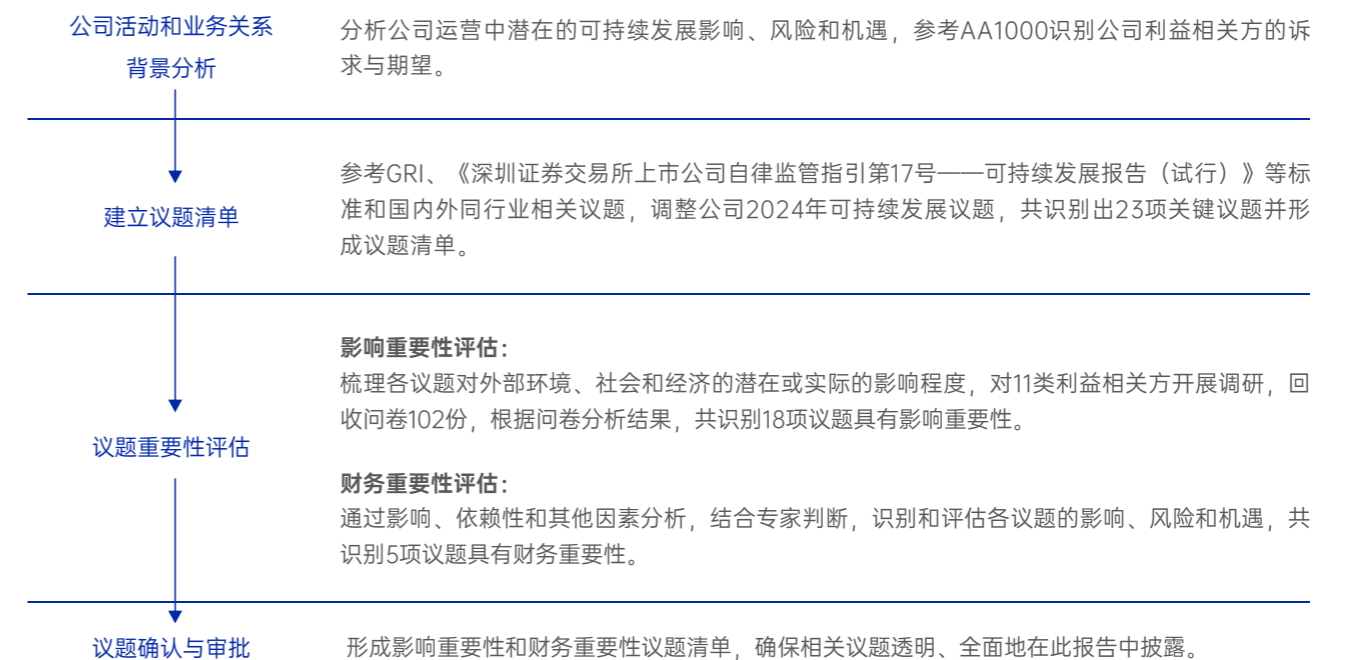 公司活动和业务关系
背景分析
分析公司运营中潜在的可持续发展影响、风险和机遇，参考AA1000识别公司利益相关方的诉
求与期望。
建立议题清单
参考GRI、《深圳证券交易所上市公司自律监管指引第17号——可持续发展报告（试行）》等标
准和国内外同行业相关议题，调整公司2024年可持续发展议题，共识别出23项关键议题并形
成议题清单。
议题重要性评估
影响重要性评估：
梳理各议题对外部环境、社会和经济的潜在或实际的影响程度，对11类利益相关方开展调研，回
收问卷102份，根据问卷分析结果，共识别18项议题具有影响重要性。
财务重要性评估：
通过影响、依赖性和其他因素分析，结合专家判断，识别和评估各议题的影响、风险和机遇，共
识别5项议题具有财务重要性。
议题确认与审批
形成影响重要性和财务重要性议题清单，确保相关议题透明、全面地在此报告中披露。